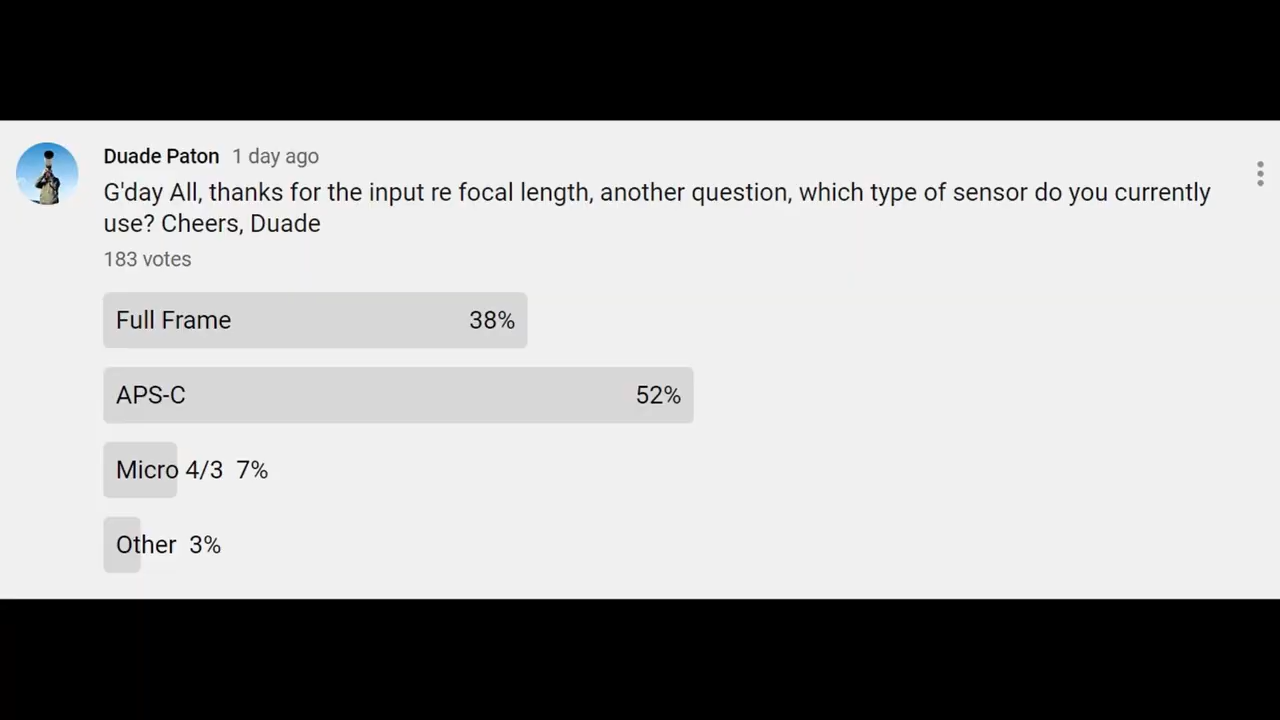 Duade Paton 1 day ago
G'day All, thanks for the input re focal length, another question, which type of sensor do you currently
use? Cheers, Duade
183 votes
Full Frame 38%
APS-C 52%
Micro 4/3 7%
Other 3%